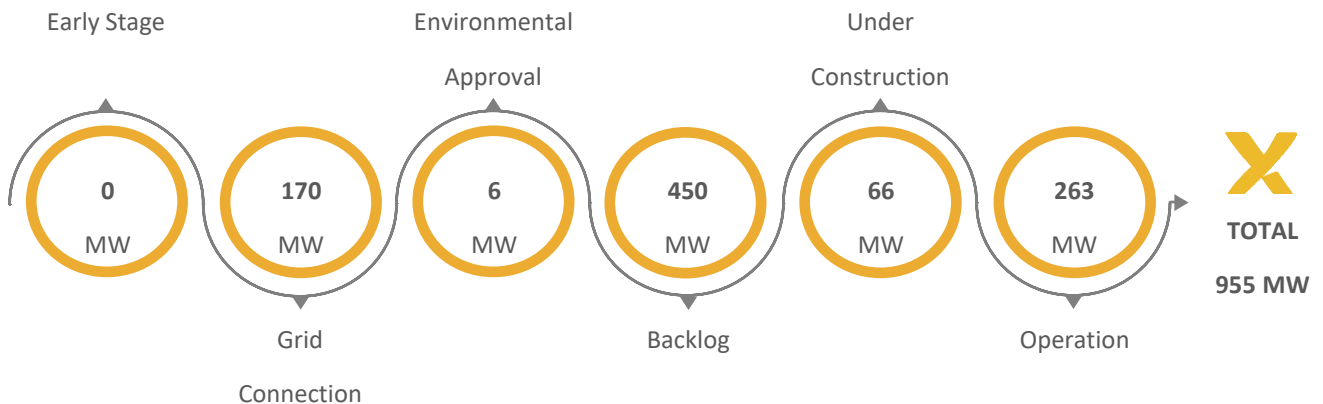 Early Stage
Environmental
Approval
Under
Construction
0
MW
170
MW
6
MW
450
MW
66
MW
263
MW
TOTAL
955 MW
Grid
Connection
Backlog
Operation